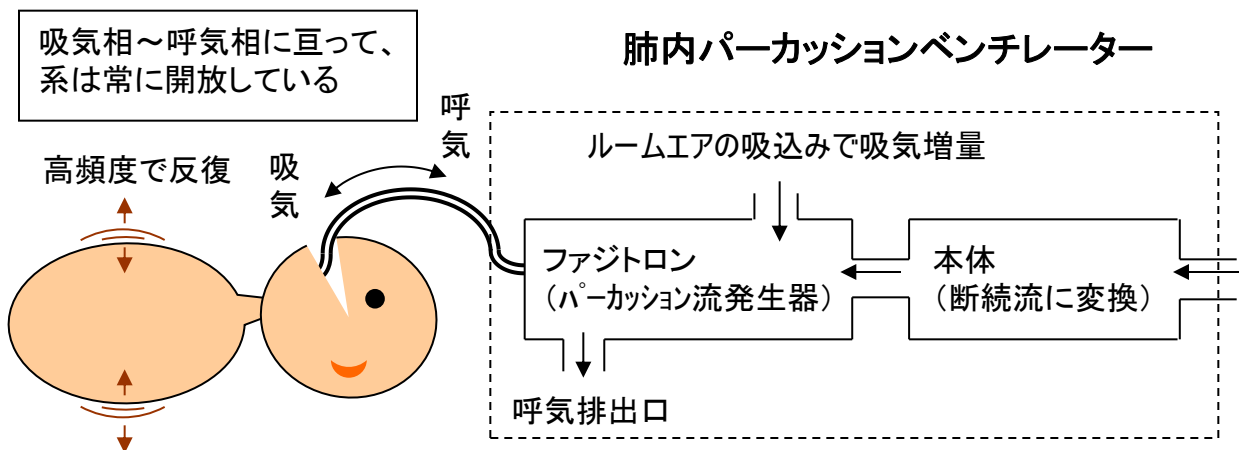 吸気相～呼気相に亘って、
系は常に開放している
肺内パーカッションベンチレーター
呼気
吸気
高頻度で反復
ルームエアの吸込みで吸気増量
ファジトロン
（ﾊﾟｰカッション流発生器）
本体
（断続流に変換）
呼気排出口